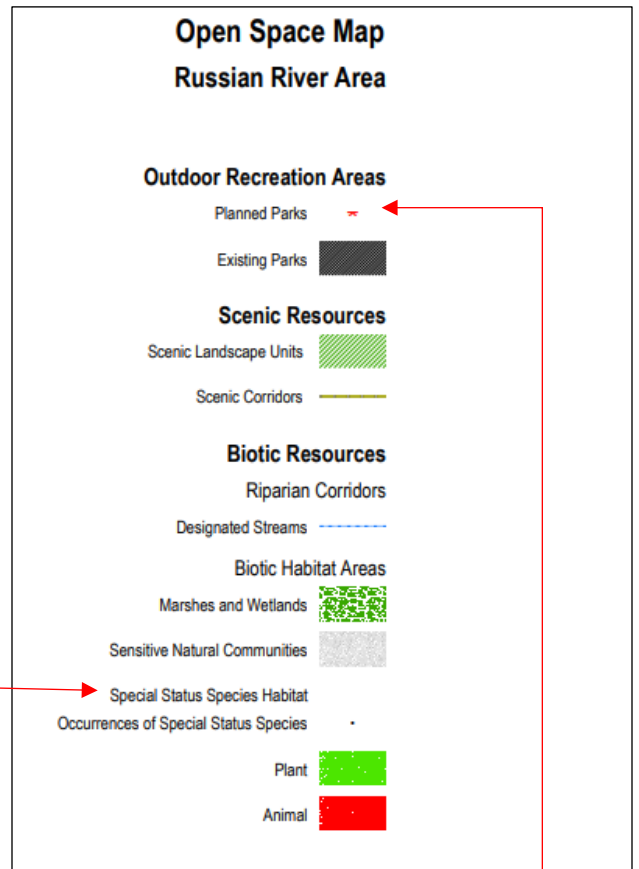 Open Space Map
Russian River Area
Outdoor Recreation Areas
Planned Parks
Existing Parks
Scenic Resources
Scenic Landscape Units
Scenic Corridors
Biotic Resources
Riparian Corridors
Designated Streams
Biotic Habitat Areas
Marshes and Wetlands
Sensitive Natural Communities
Special Status Species Habitat
Occurrences of Special Status Species
Plant
Animal